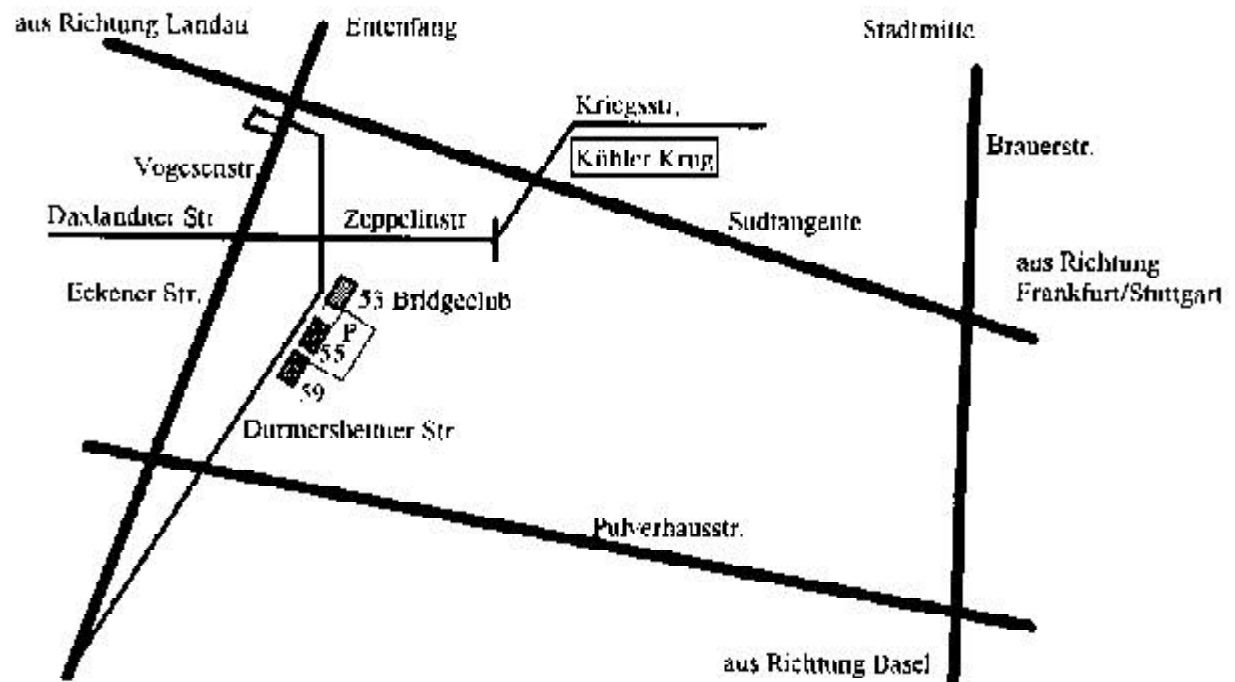 aus Richtung Landau
Entenfang
Stadtmitte
Kriegsstr.
Kühler Krug
Brauerstr.
Vogesenstr.
Daxlandner Str
Zeppelinstr
Südtangente
aus Richtung
Frankfurt/Stuttgart
Eckener Str.
53 Bridgeclub
P
55
59
Durmersheimer Str
Pulverhausstr.
aus Richtung Basel